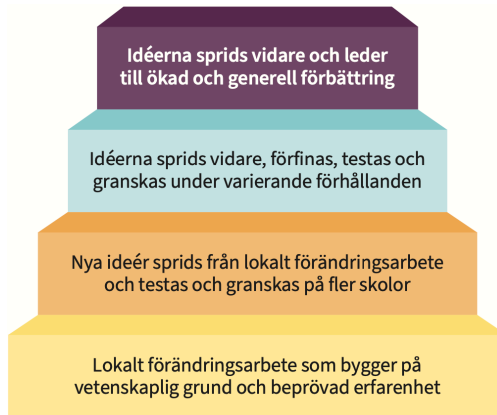 Idéerna sprids vidare och leder
till ökad och generell förbättring
Idéerna sprids vidare, förfinas, testas och
granskas under varierande förhållanden
Nya ideér sprids från lokalt förändringsarbete
och testas och granskas på fler skolor
Lokalt förändringsarbete som bygger på
vetenskaplig grund och beprövad erfarenhet